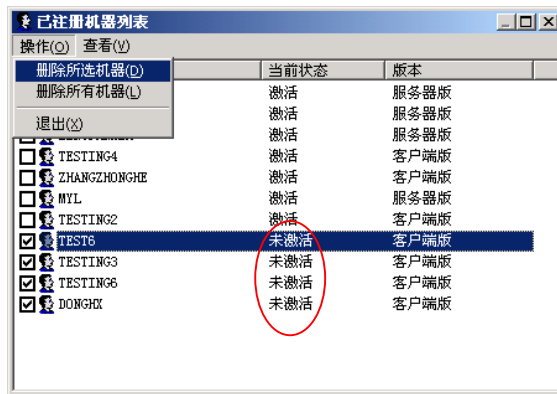 已注册机器列表
操作(O) 查看(V)
删除所选机器(D)
删除所有机器(L)
退出(X)
当前状态 版本
激活 服务器版
激活 服务器版
激活 服务器版
TESTING4 激活 客户端版
ZHANGZHONGHE 激活 客户端版
MYL 激活 服务器版
TESTING2 激活 客户端版
TEST6 未激活 客户端版
TESTING3 未激活 客户端版
TESTING6 未激活 客户端版
DONGHX 未激活 客户端版